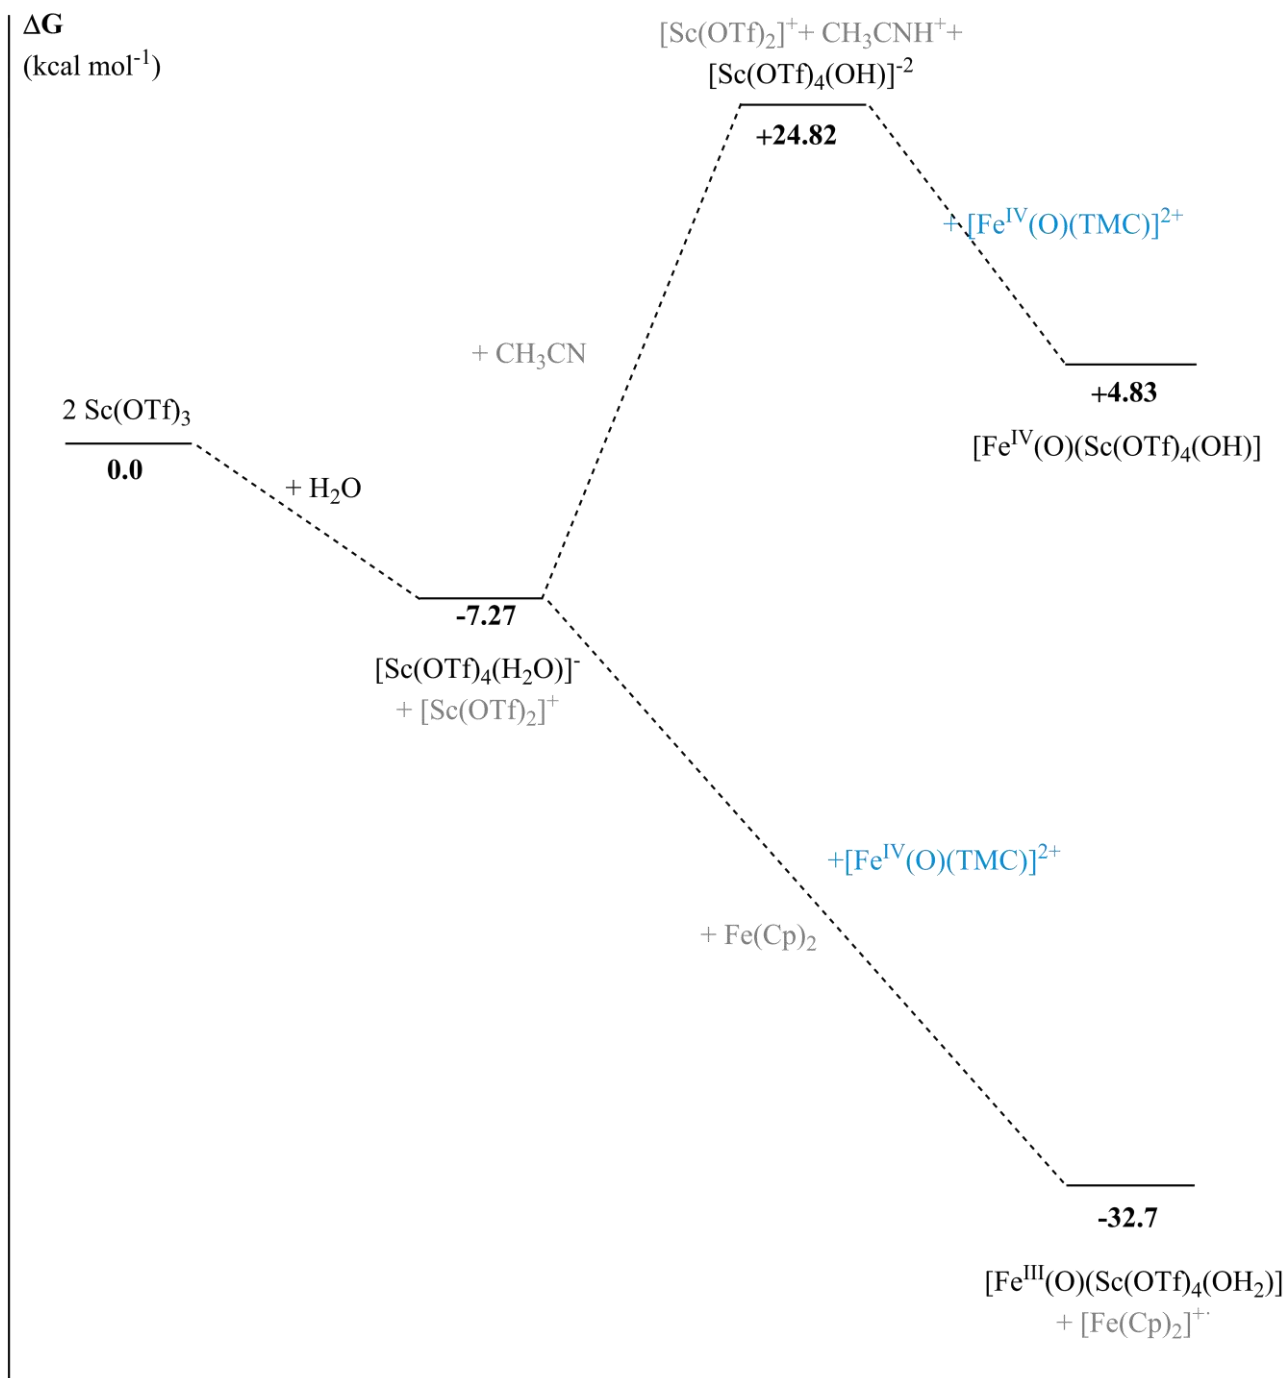 ΔG
(kcal mol⁻¹)
[Sc(OTf)₂]⁺+ CH₃CNH⁺+
[Sc(OTf)₄(OH)]⁻²
+24.82
+ [Feᴵⱽ(O)(TMC)]²⁺
+ CH₃CN
+4.83
[Feᴵⱽ(O)(Sc(OTf)₄(OH)]
2 Sc(OTf)₃
0.0
+ H₂O
-7.27
[Sc(OTf)₄(H₂O)]⁻
+ [Sc(OTf)₂]⁺
+[Feᴵⱽ(O)(TMC)]²⁺
+ Fe(Cp)₂
-32.7
[Feᴵᴵᴵ(O)(Sc(OTf)₄(OH₂)]
+ [Fe(Cp)₂]⁺·